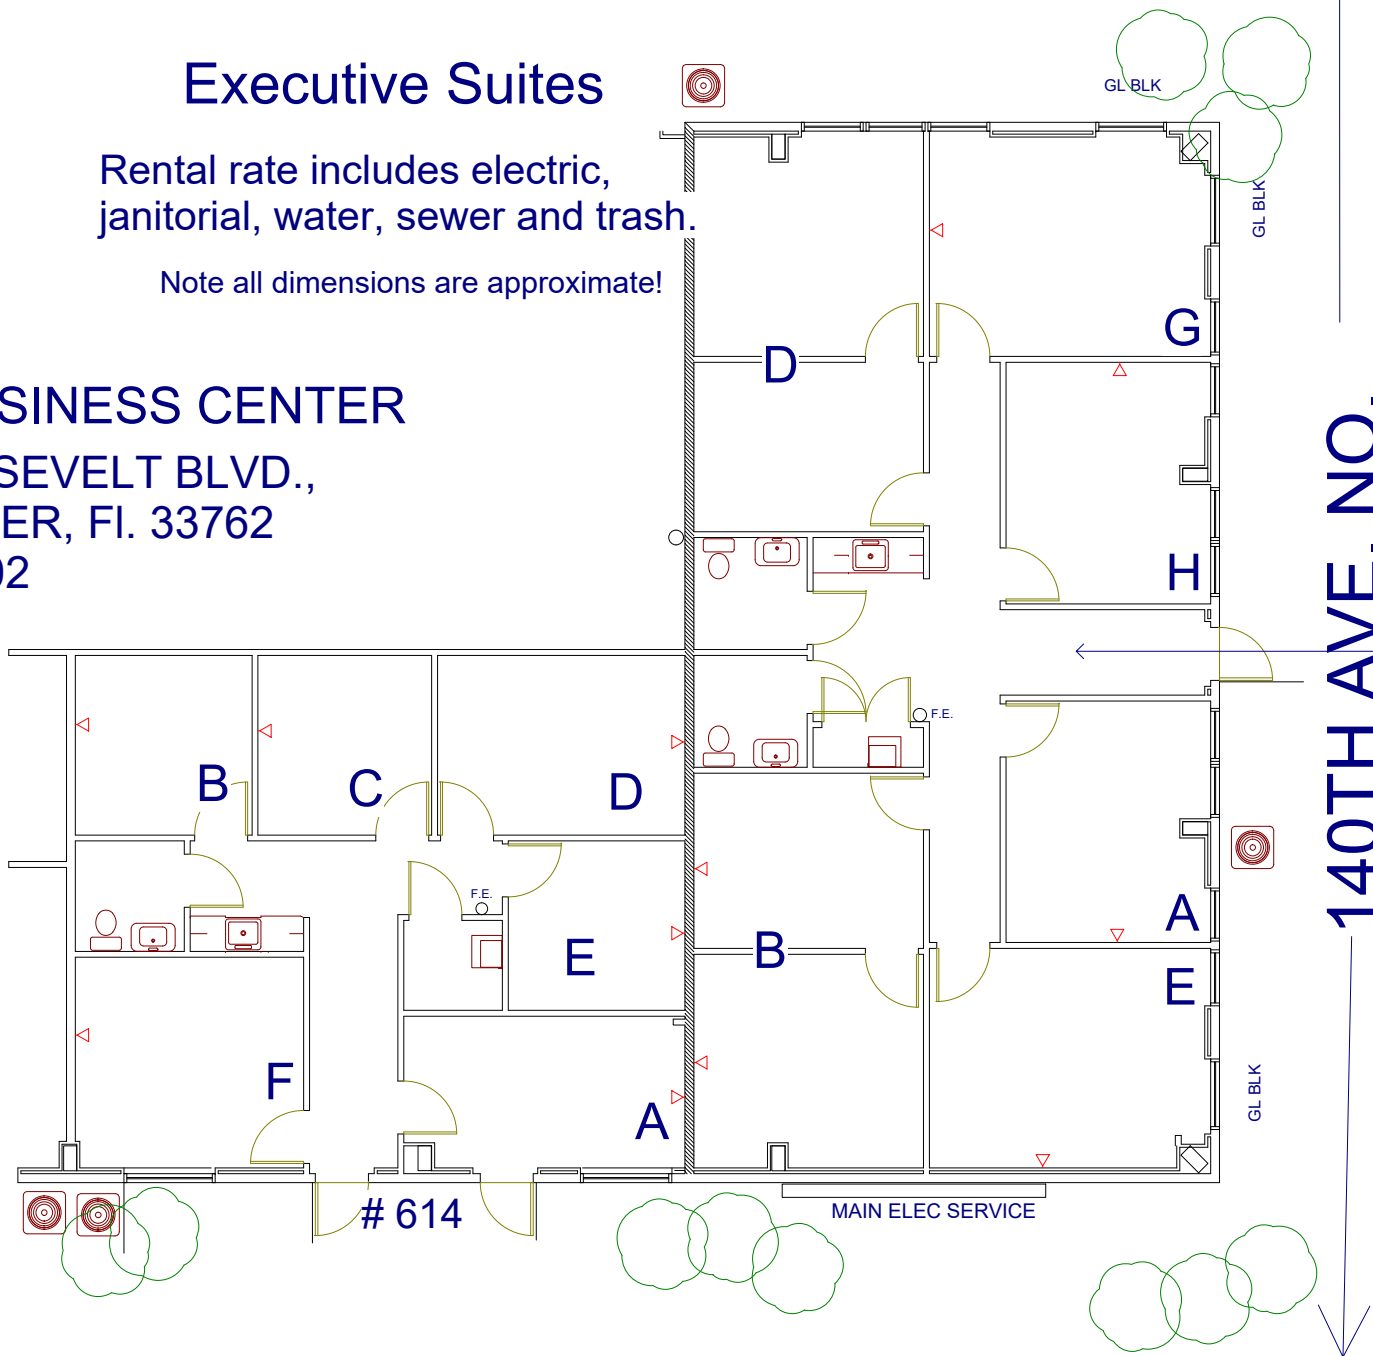 Executive Suites
Rental rate includes electric,
janitorial, water, sewer and trash.
Note all dimensions are approximate!
SINESS CENTER
SEVELT BLVD.,
ER, Fl. 33762
02
GL BLK
GL BLK
G
D
H
140TH AVE. NO.
F.E.
B
C
D
F.E.
E
A
B
E
F
A
GL BLK
# 614
MAIN ELEC SERVICE